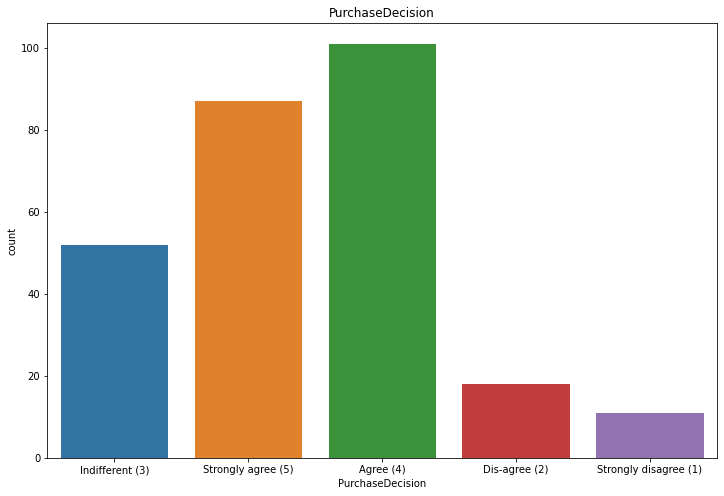 PurchaseDecision
100
80
60
40
20
0
count
Indifferent (3) Strongly agree (5) Agree (4) Dis-agree (2) Strongly disagree (1)
PurchaseDecision